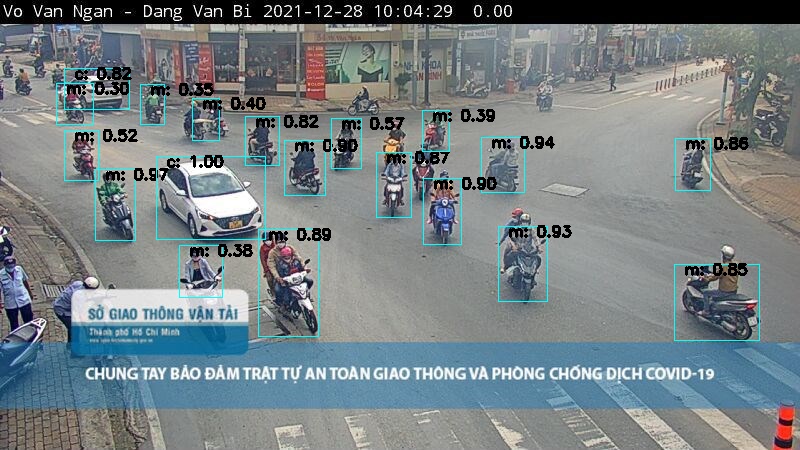 Vo Van Ngan - Dang Van Bi 2021-12-28 10:04:29 0.00
c: 0.82
m: 0.30
m: 0.35
m: 0.40
m: 0.39
m: 0.82
m: 0.57
m: 0.52
m: 0.90
m: 0.94
m: 0.86
c: 1.00
m: 0.87
m: 0.97
m: 0.90
m: 0.93
m: 0.89
m: 0.38
m: 0.85
SỞ GIAO THÔNG VẬN TẢI
Thành phố Hồ Chí Minh
CHUNG TAY BẢO ĐẢM TRẬT TỰ AN TOÀN GIAO THÔNG VÀ PHÒNG CHỐNG DỊCH COVID-19